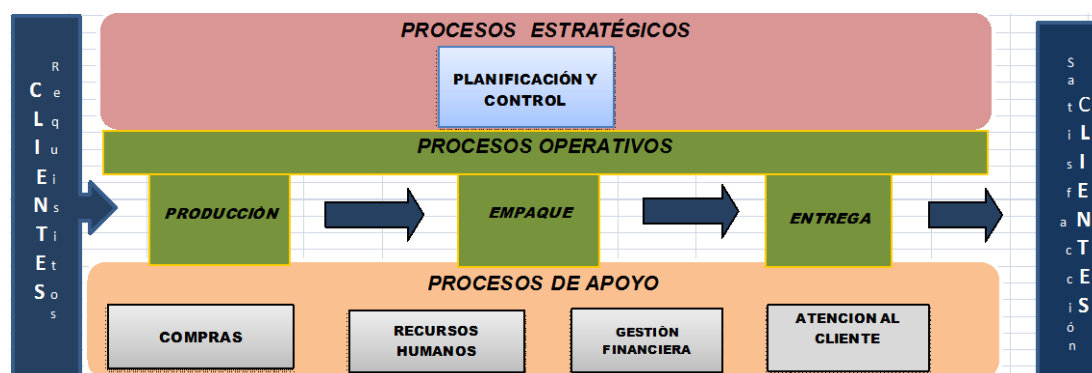 CLIENTES
Requisitos
PROCESOS ESTRATÉGICOS
PLANIFICACIÓN Y
CONTROL
PROCESOS OPERATIVOS
PRODUCCIÒN
EMPAQUE
ENTREGA
PROCESOS DE APOYO
COMPRAS
RECURSOS
HUMANOS
GESTIÒN
FINANCIERA
ATENCION AL
CLIENTE
Satisfacción
CLIENTES